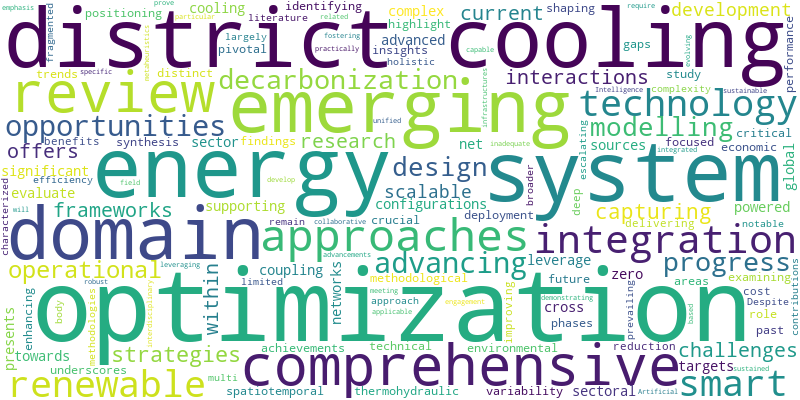 emphasis
positioning
cooling
identifying
complex
shaping
current
development
fragmented
district cooling
literature
highlight
largely
pivotal
advanced
insights
holistic
related
fostering
practically
capable
evolving
gaps
performance
particular
prove
require
metaheuristics
trends
specific
distinct
decarbonization
interactions
study
complexity
infrastructures
Intelligence
sustainable
review
emerging
technology
opportunities
benefits
synthesis
sector
findings
research
net
unified
inadequate
modelling
sources
focused
critical
economic
escalating
integrated
offers
significant
efficiency
field
develop
energy
system
design
broader
deep
global
evaluate
supporting
configurations
scalable
capturing
powered
characterized
will
frameworks
remain
collaborative
crucial
deployment
delivering
notable
domain
approaches
integration
robust
leveraging
advancements
operational
within
coupling
limited
networks
advancing
methodological
leverage
zero
progress
presents
enhancing
body
methodologies
interdisciplinary
optimization
meeting
applicable
engagement
approach
improving
future
demonstrating
based
cross
phases
prevailing
areas
examining
cost
Despite
role
past
contributions
towards
strategies
achievements
technical
environmental
reduction
challenges
underscores
comprehensive
targets
renewable
multi
spatiotemporal
thermohydraulic
variability
sectoral
Artificial
smart
sustained